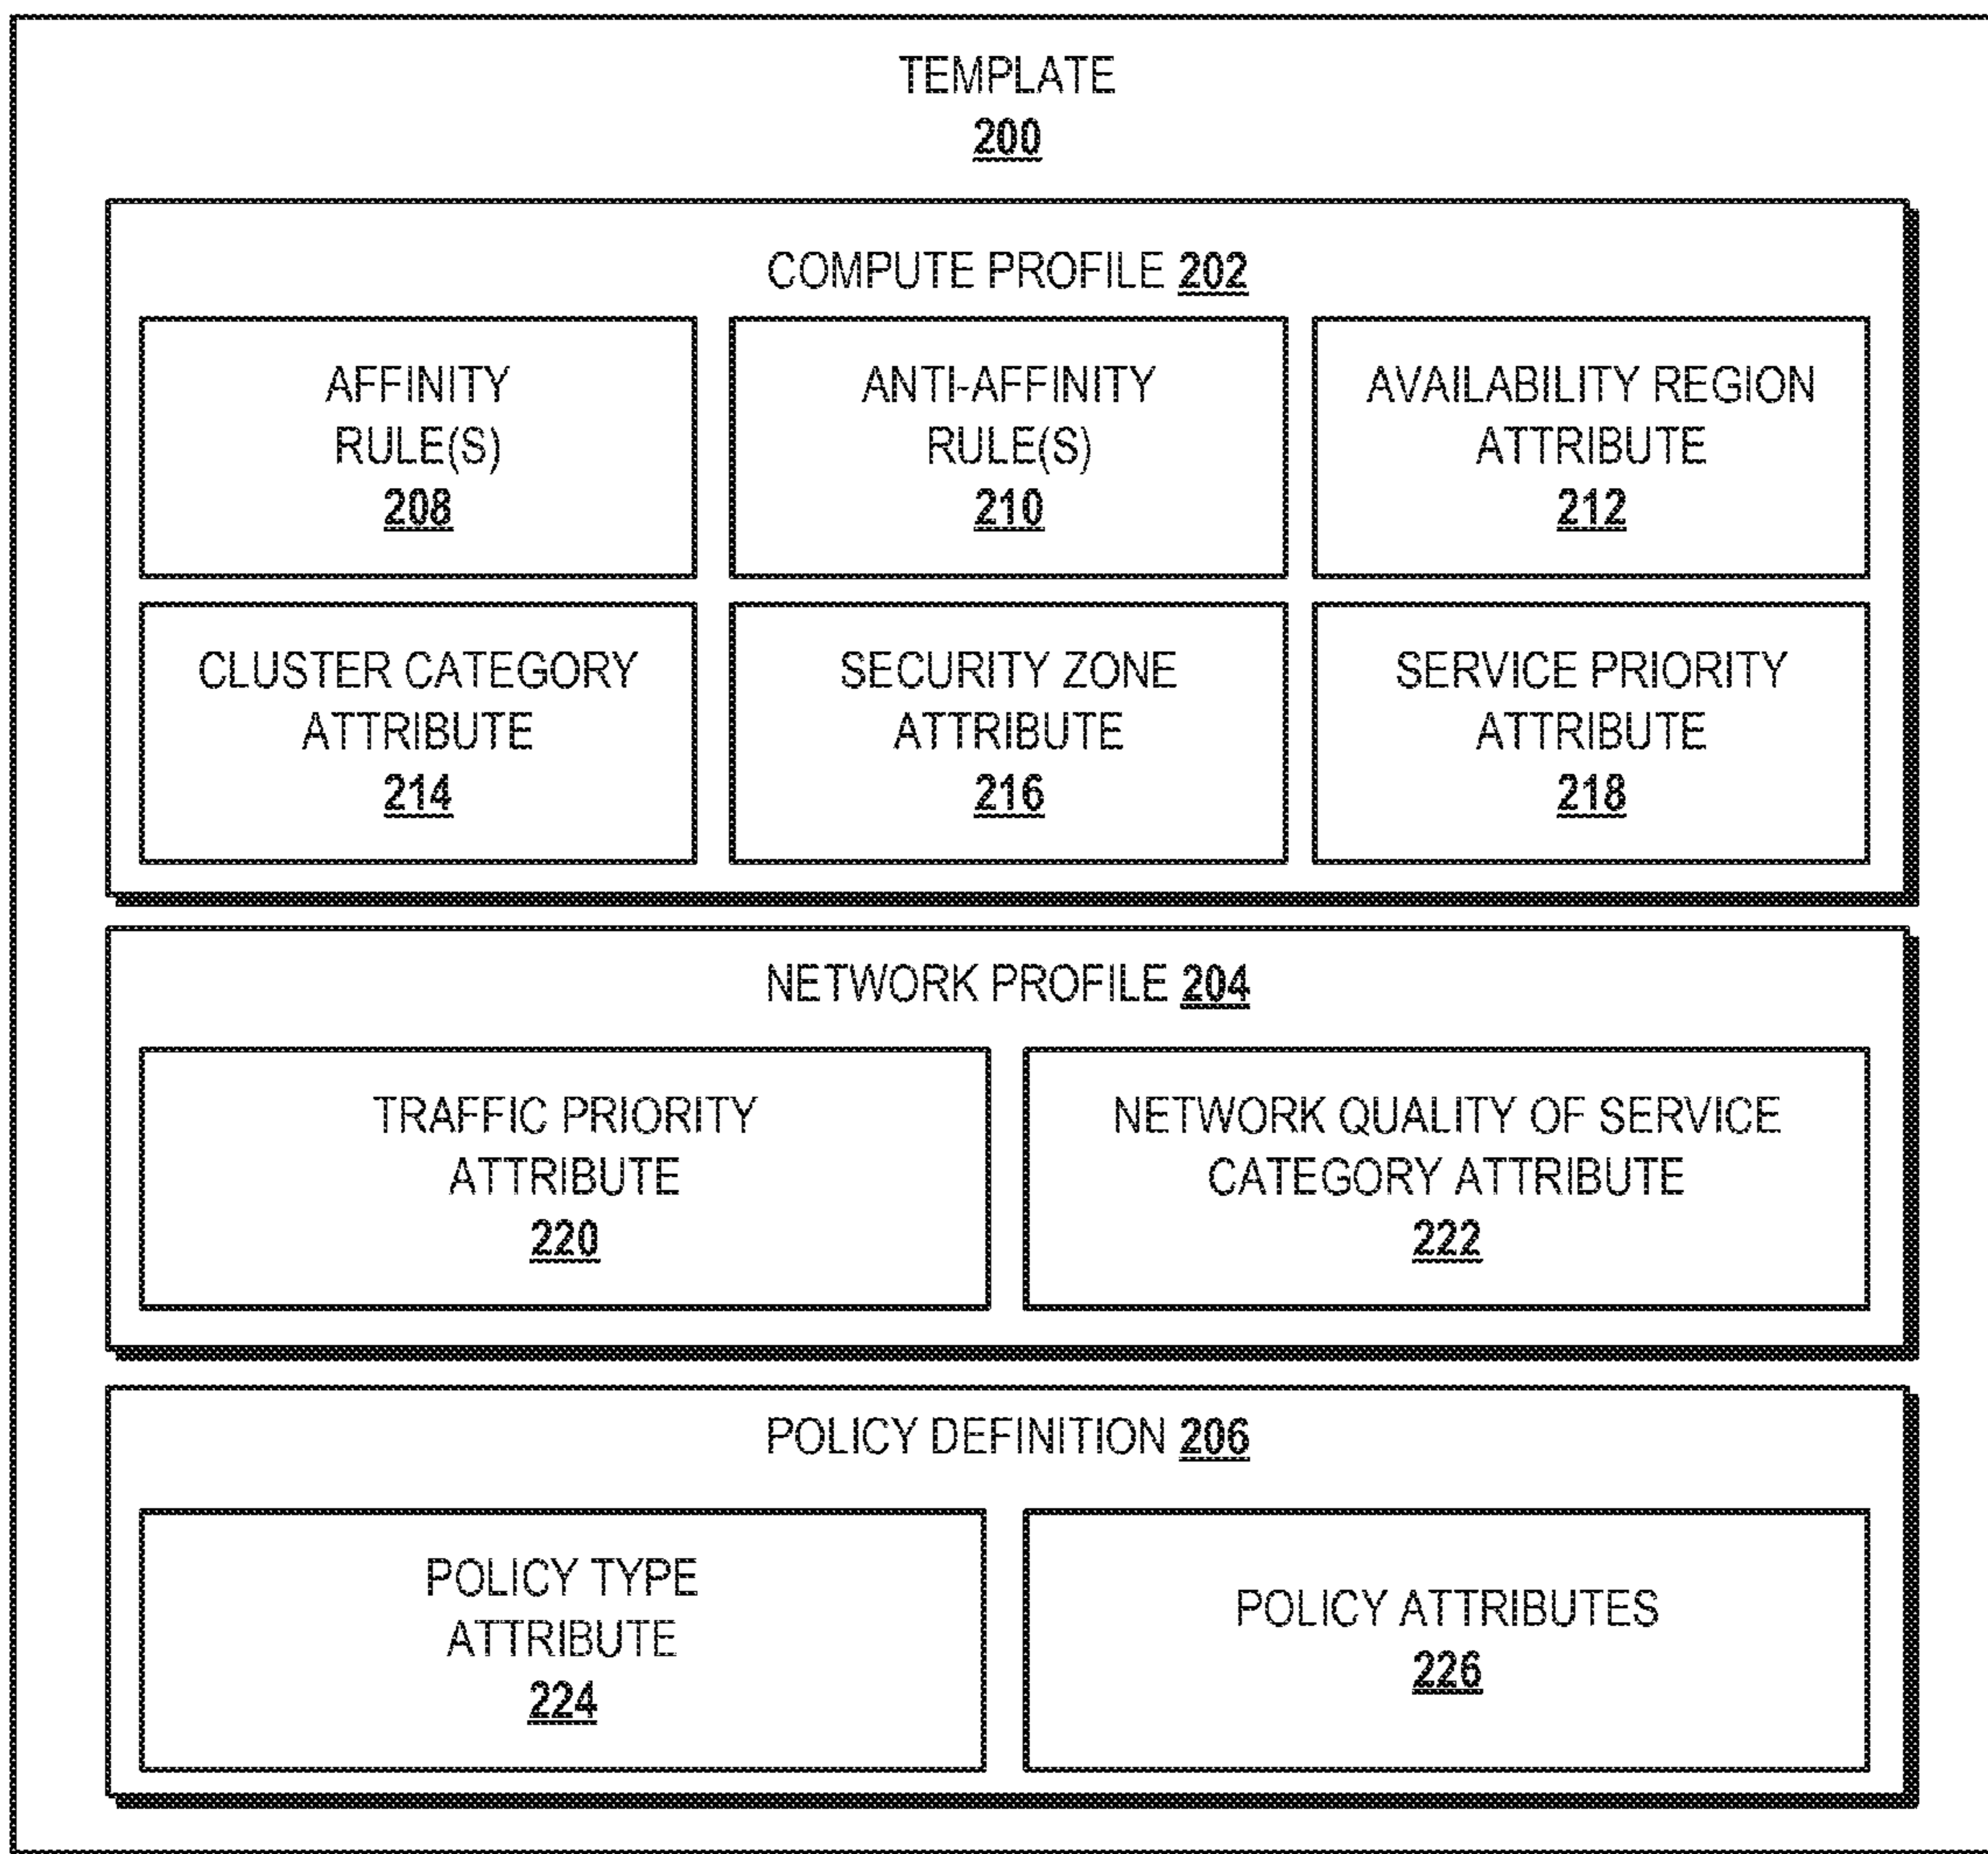 TEMPLATE
200
COMPUTE PROFILE 202
AFFINITY
RULE(S)
208
ANTI-AFFINITY
RULE(S)
210
AVAILABILITY REGION
ATTRIBUTE
212
CLUSTER CATEGORY
ATTRIBUTE
214
SECURITY ZONE
ATTRIBUTE
216
SERVICE PRIORITY
ATTRIBUTE
218
NETWORK PROFILE 204
TRAFFIC PRIORITY
ATTRIBUTE
220
NETWORK QUALITY OF SERVICE
CATEGORY ATTRIBUTE
222
POLICY DEFINITION 206
POLICY TYPE
ATTRIBUTE
224
POLICY ATTRIBUTES
226